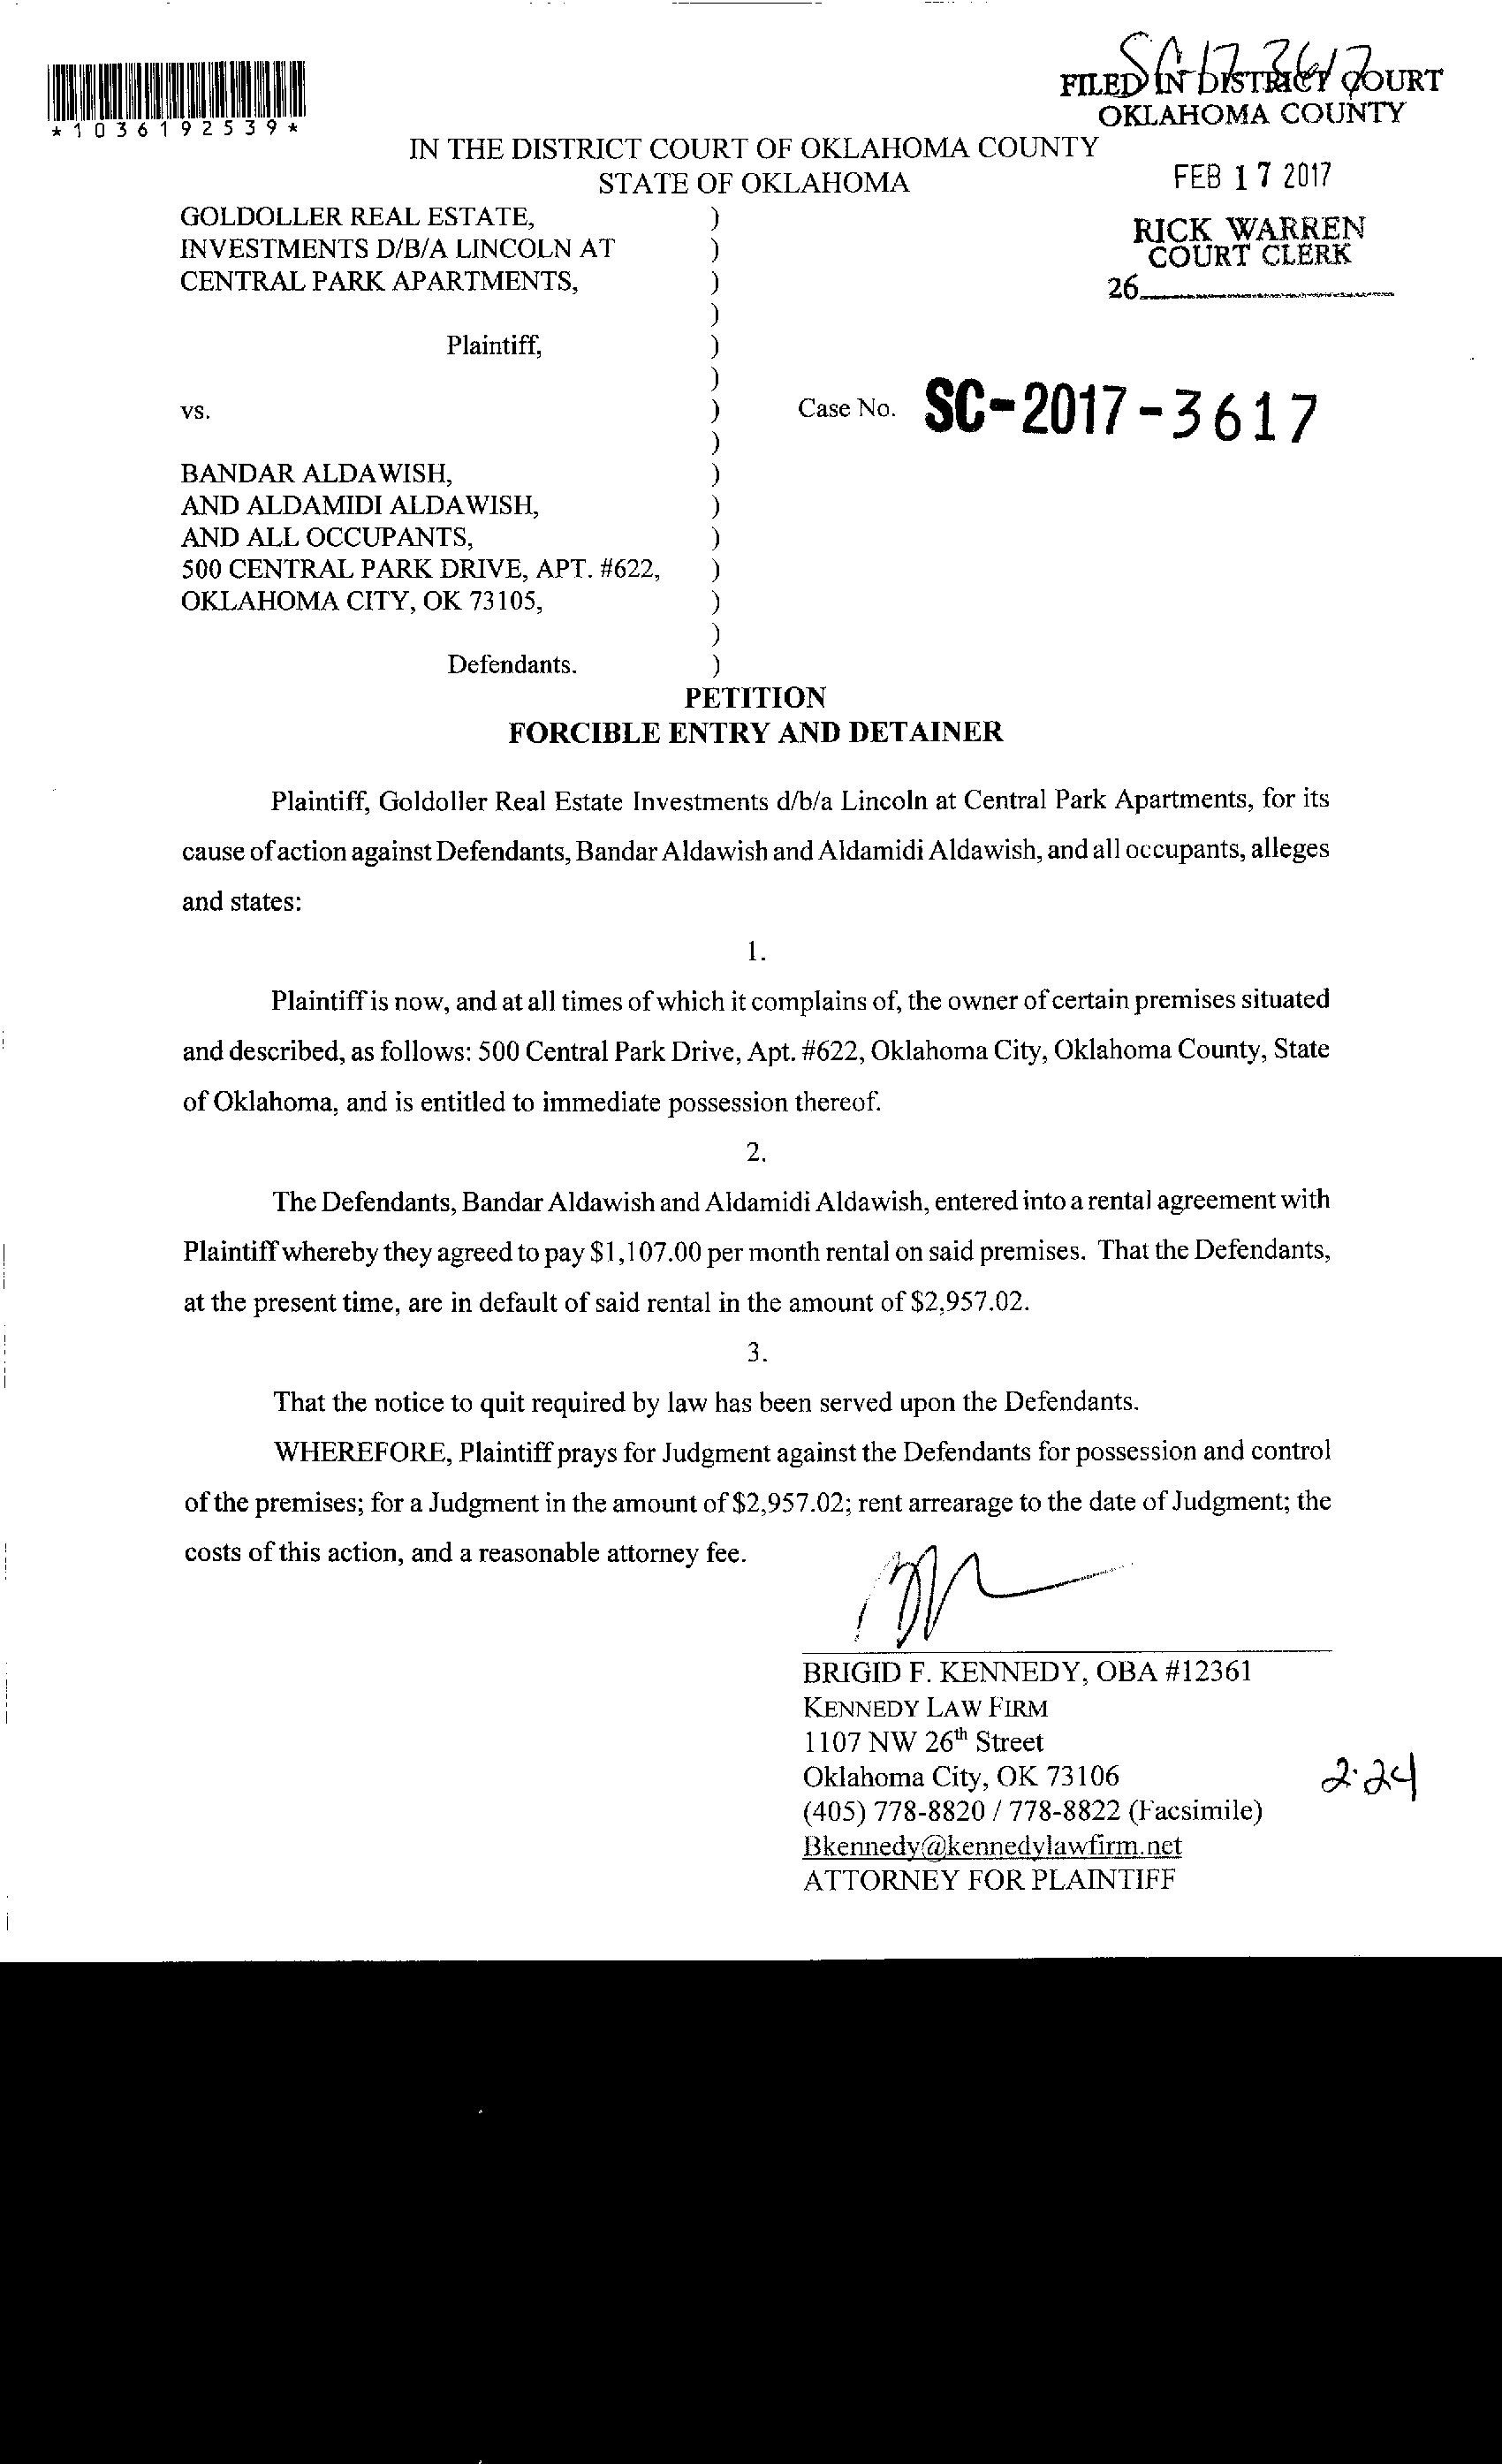 SC-17-3617
FILED IN DISTRICT COURT
OKLAHOMA COUNTY
*1036192539*
IN THE DISTRICT COURT OF OKLAHOMA COUNTY
STATE OF OKLAHOMA
FEB 17 2017
RICK WARREN
COURT CLERK
26
GOLDOLLER REAL ESTATE, )
INVESTMENTS D/B/A LINCOLN AT )
CENTRAL PARK APARTMENTS, )
)
Plaintiff, )
)
vs. ) Case No. SC-2017-3617
)
BANDAR ALDAWISH, )
AND ALDAMIDI ALDAWISH, )
AND ALL OCCUPANTS, )
500 CENTRAL PARK DRIVE, APT. #622, )
OKLAHOMA CITY, OK 73105, )
)
Defendants. )
PETITION
FORCIBLE ENTRY AND DETAINER
Plaintiff, Goldoller Real Estate Investments d/b/a Lincoln at Central Park Apartments, for its
cause of action against Defendants, Bandar Aldawish and Aldamidi Aldawish, and all occupants, alleges
and states:
1.
Plaintiff is now, and at all times of which it complains of, the owner of certain premises situated
and described, as follows: 500 Central Park Drive, Apt. #622, Oklahoma City, Oklahoma County, State
of Oklahoma, and is entitled to immediate possession thereof.
2.
The Defendants, Bandar Aldawish and Aldamidi Aldawish, entered into a rental agreement with
Plaintiff whereby they agreed to pay $1,107.00 per month rental on said premises. That the Defendants,
at the present time, are in default of said rental in the amount of $2,957.02.
3.
That the notice to quit required by law has been served upon the Defendants.
WHEREFORE, Plaintiff prays for Judgment against the Defendants for possession and control
of the premises; for a Judgment in the amount of $2,957.02; rent arrearage to the date of Judgment; the
costs of this action, and a reasonable attorney fee.
BRIGID F. KENNEDY, OBA #12361
KENNEDY LAW FIRM
1107 NW 26th Street
Oklahoma City, OK 73106
2·24
(405) 778-8820 / 778-8822 (Facsimile)
Bkennedy@kennedylawfirm.net
ATTORNEY FOR PLAINTIFF